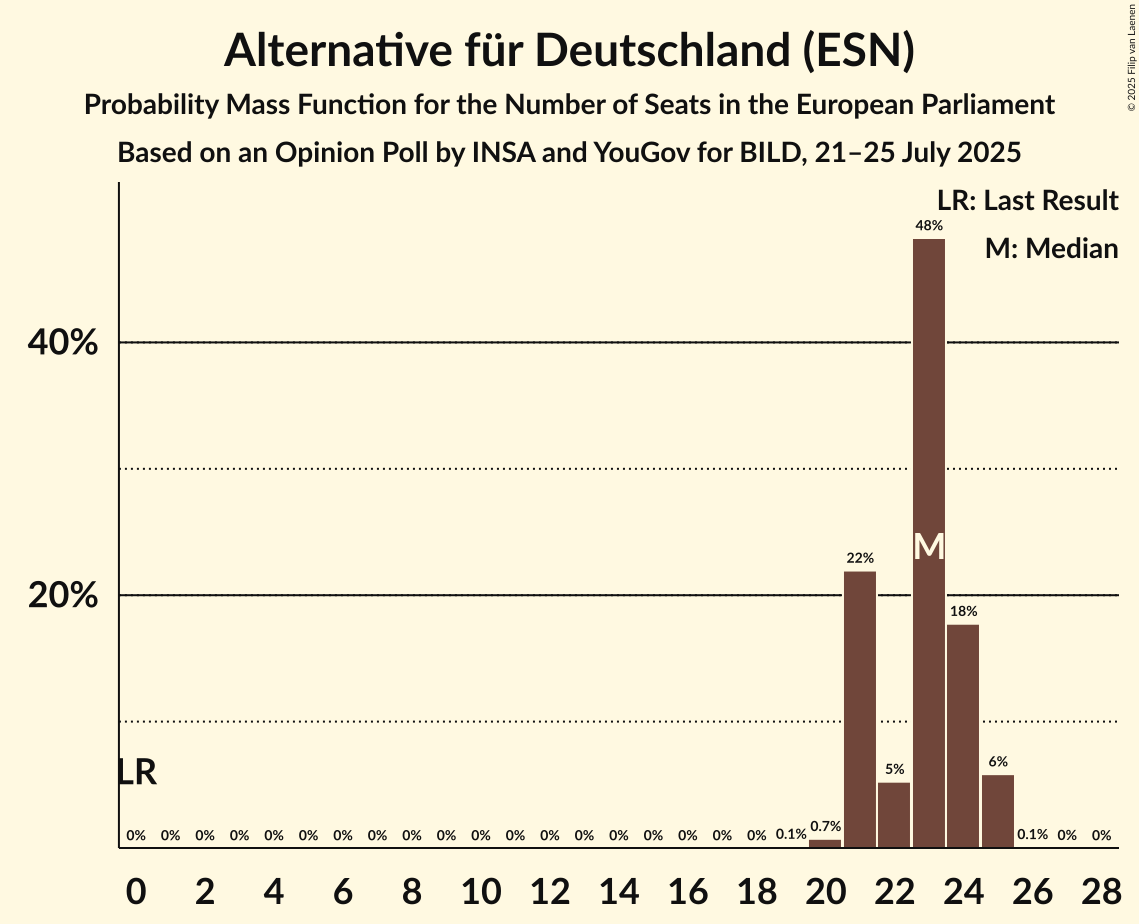 Alternative für Deutschland (ESN)
Probability Mass Function for the Number of Seats in the European Parliament
Based on an Opinion Poll by INSA and YouGov for BILD, 21–25 July 2025
© 2025 Filip van Laenen
LR: Last Result
M: Median
48%
40%
M
22%
20%
18%
LR
5%
6%
0% 0% 0% 0% 0% 0% 0% 0% 0% 0% 0% 0% 0% 0% 0% 0% 0% 0% 0% 0.1% 0.7% 0.1% 0% 0%
0 2 4 6 8 10 12 14 16 18 20 22 24 26 28